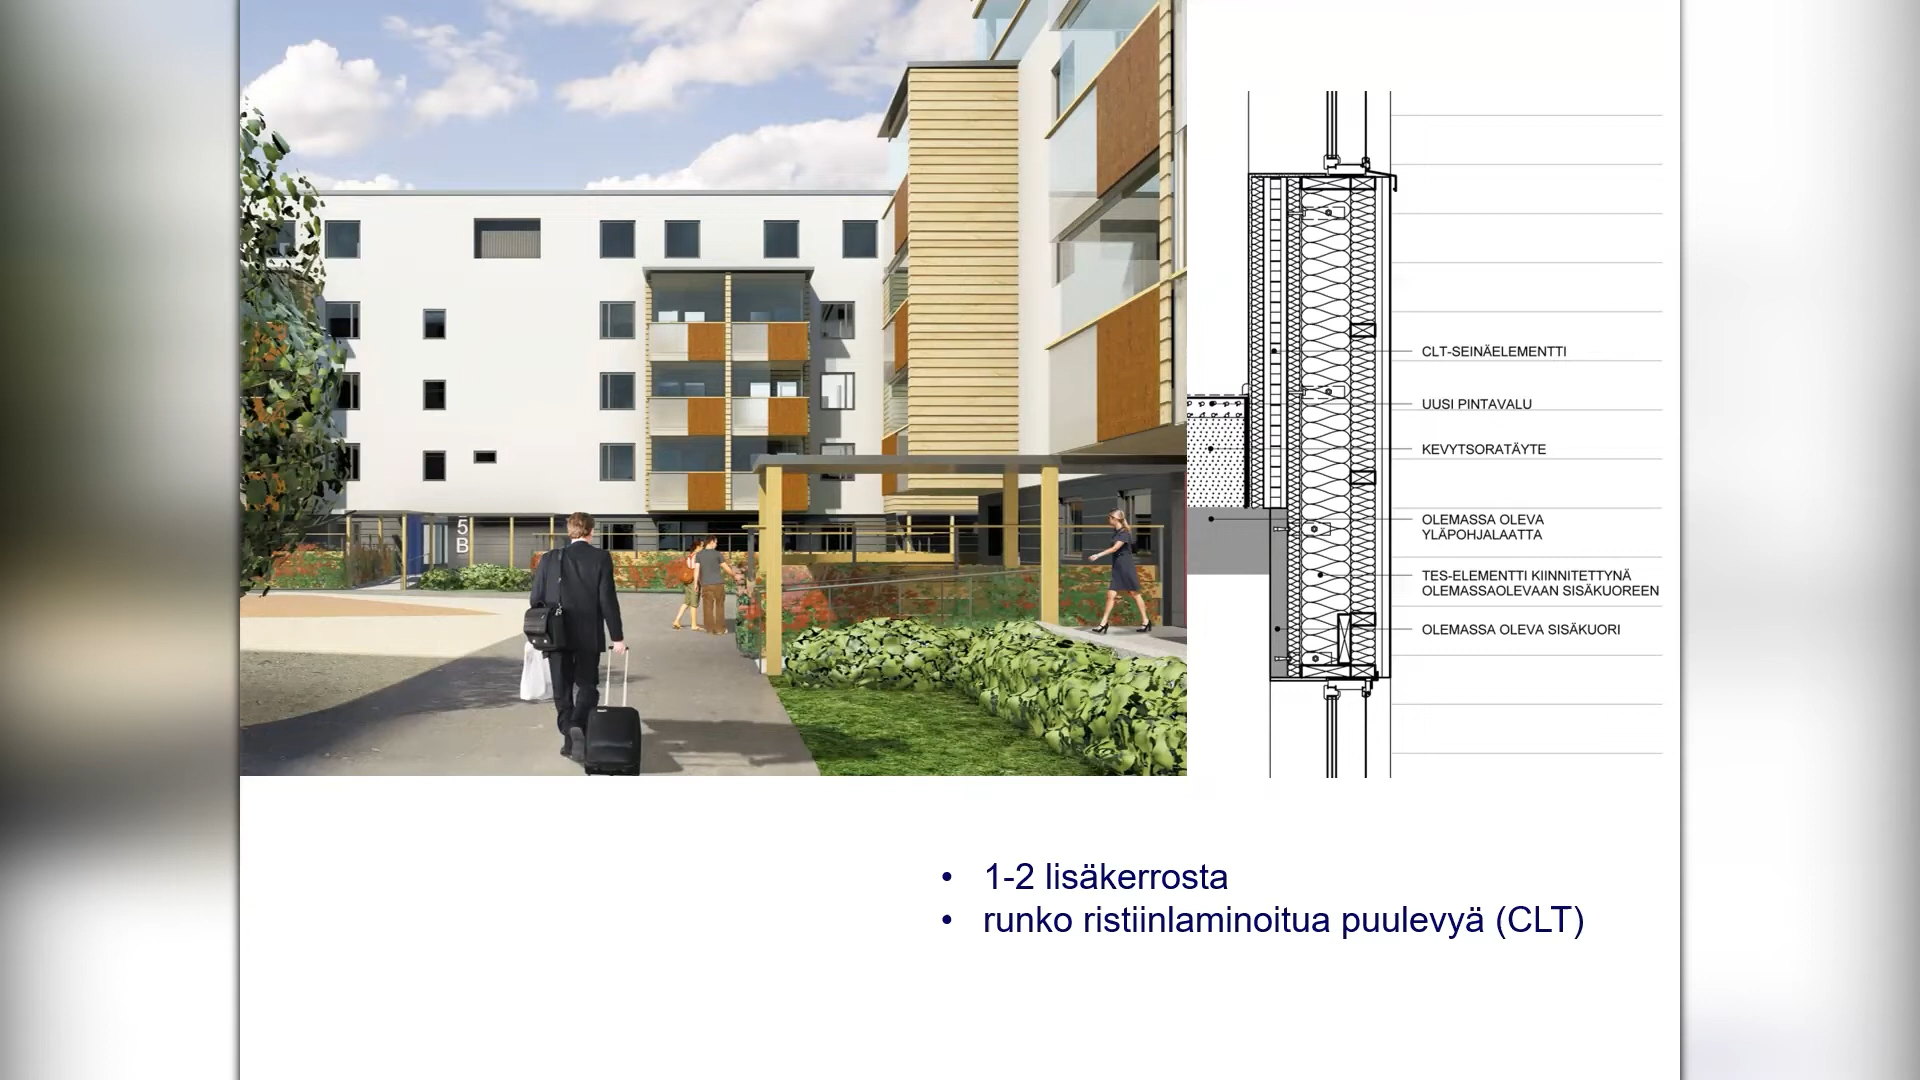 5
B
CLT-SEINÄELEMENTTI
UUSI PINTAVALU
KEVYTSORATÄYTE
OLEMASSA OLEVA
YLÄPOHJALAATTA
TES-ELEMENTTI KIINNITETTYNÄ
OLEMASSAOLEVAAN SISÄKUOREEN
OLEMASSA OLEVA SISÄKUORI
• 1-2 lisäkerrosta
• runko ristiinlaminoitua puulevyä (CLT)